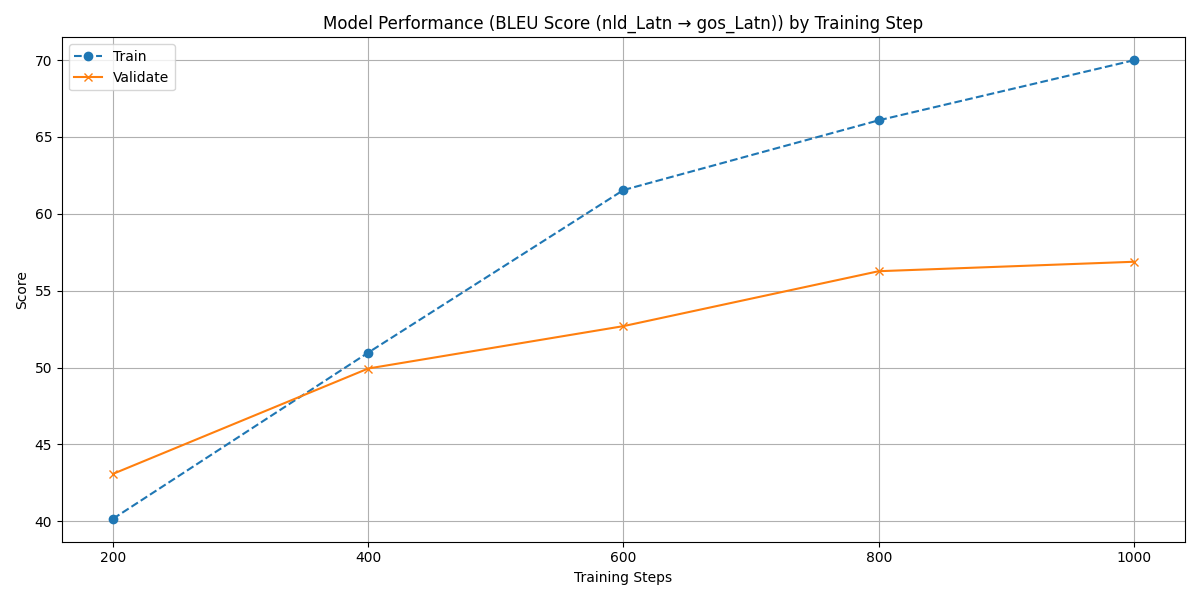 Model Performance (BLEU Score (nld_Latn → gos_Latn)) by Training Step
Train
Validate
70
65
60
55
50
45
40
Score
200 400 600 800 1000
Training Steps